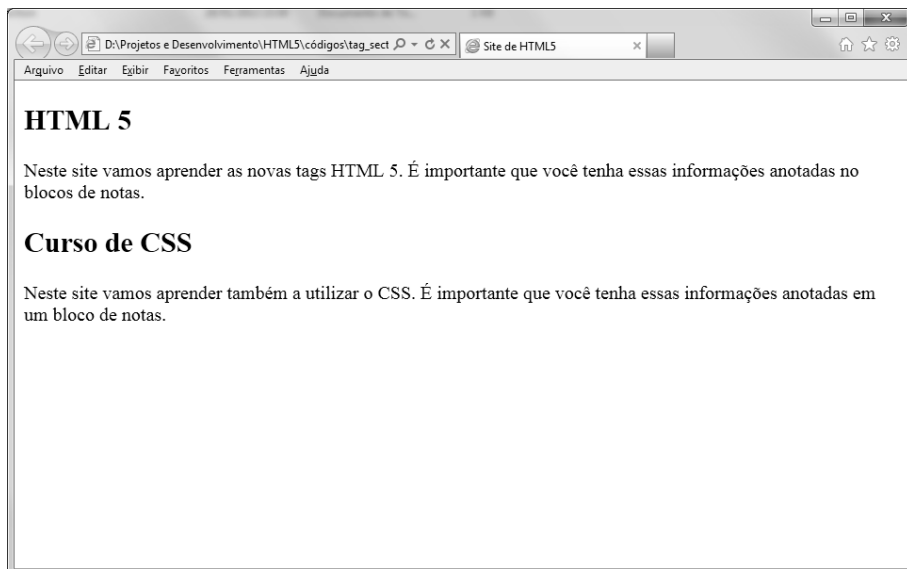 D:\Projetos e Desenvolvimento\HTML5\códigos\tag_sect
Site de HTML5
Arquivo Editar Exibir Favoritos Ferramentas Ajuda
HTML 5
Neste site vamos aprender as novas tags HTML 5. É importante que você tenha essas informações anotadas no
blocos de notas.
Curso de CSS
Neste site vamos aprender também a utilizar o CSS. É importante que você tenha essas informações anotadas em
um bloco de notas.